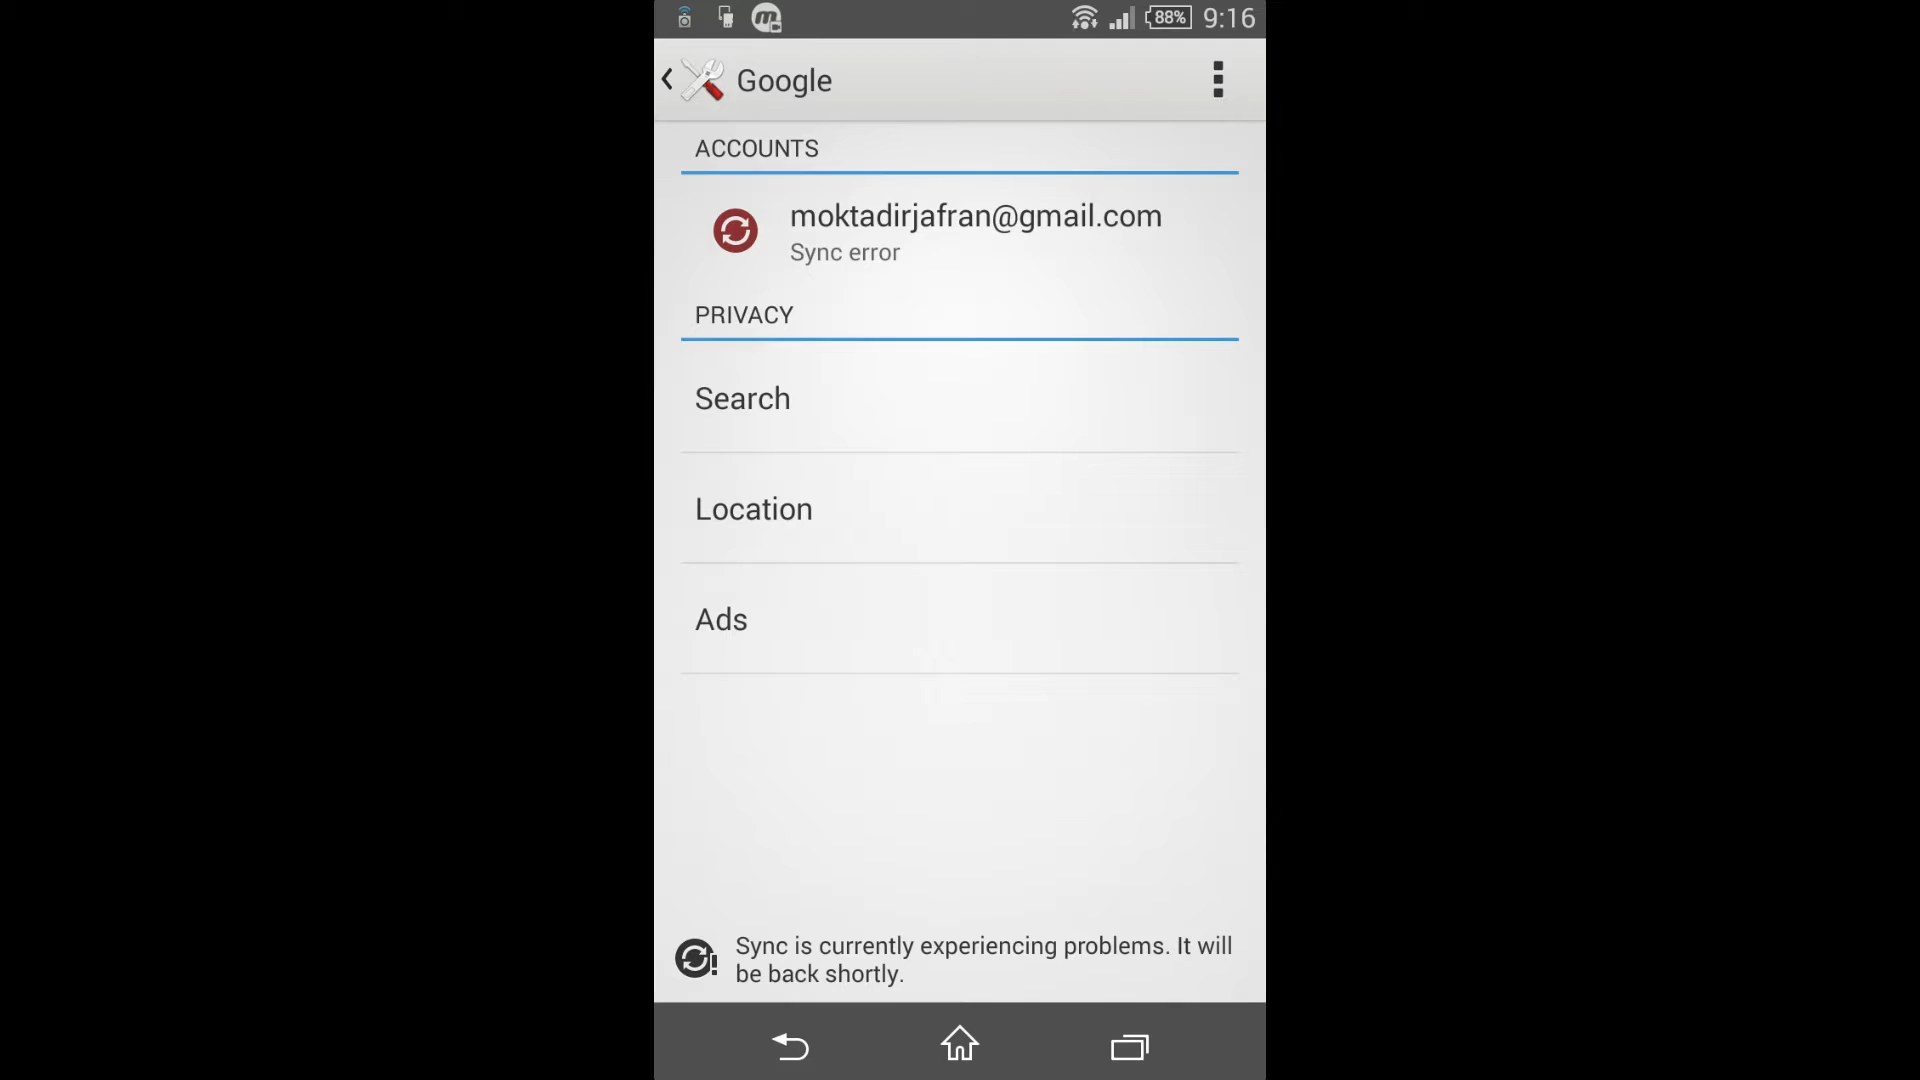 88% 9:16
Google
ACCOUNTS
moktadirjafran@gmail.com
Sync error
PRIVACY
Search
Location
Ads
Sync is currently experiencing problems. It will
be back shortly.